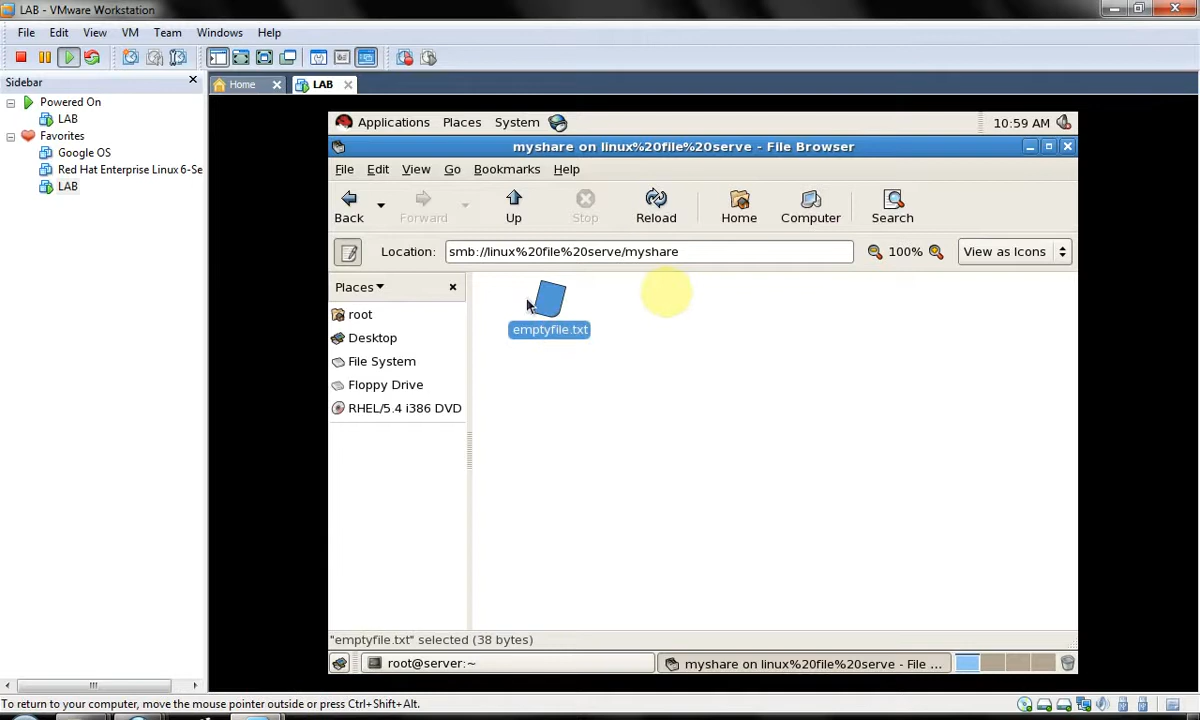 LAB - VMware Workstation
File Edit View VM Team Windows Help
Sidebar
Powered On
LAB
Favorites
Google OS
Red Hat Enterprise Linux 6-Se
LAB
Home
LAB
Applications Places System
10:59 AM
myshare on linux%20file%20serve - File Browser
File Edit View Go Bookmarks Help
Back Forward Up Stop Reload Home Computer Search
Location: smb://linux%20file%20serve/myshare 100% View as Icons
Places
root
Desktop
File System
Floppy Drive
RHEL/5.4 i386 DVD
emptyfile.txt
"emptyfile.txt" selected (38 bytes)
root@server:~
myshare on linux%20file%20serve - File ...
To return to your computer, move the mouse pointer outside or press Ctrl+Shift+Alt.